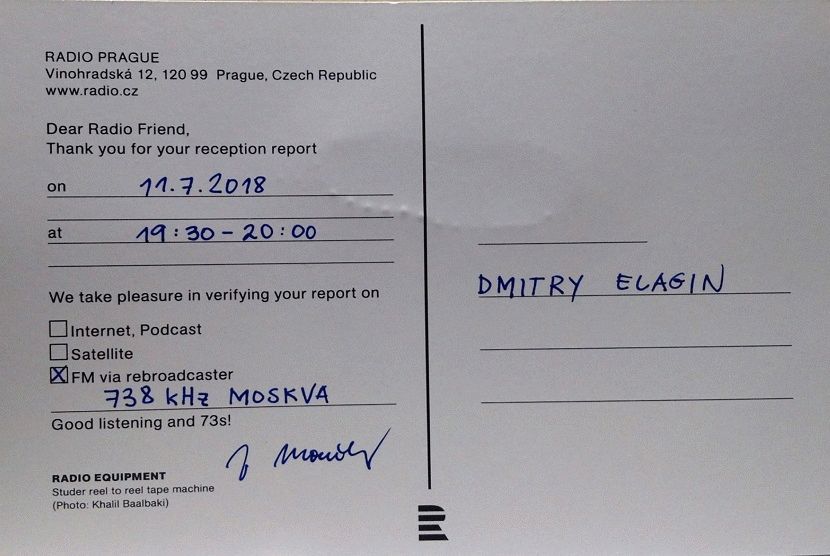 RADIO PRAGUE
Vinohradská 12, 120 99 Prague, Czech Republic
www.radio.cz
Dear Radio Friend,
Thank you for your reception report
on 11.7.2018
at 19:30 - 20:00
We take pleasure in verifying your report on
Internet, Podcast
Satellite
FM via rebroadcaster
738 kHz MOSKVA
Good listening and 73s!
RADIO EQUIPMENT
Studer reel to reel tape machine
(Photo: Khalil Baalbaki)
DMITRY ELAGIN